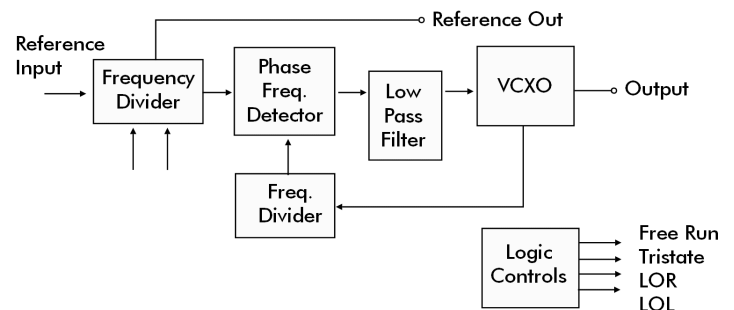 Reference Out
Reference
Input
Frequency
Divider
Phase
Freq.
Detector
Low
Pass
Filter
VCXO
Output
Freq.
Divider
Logic
Controls
Free Run
Tristate
LOR
LOL